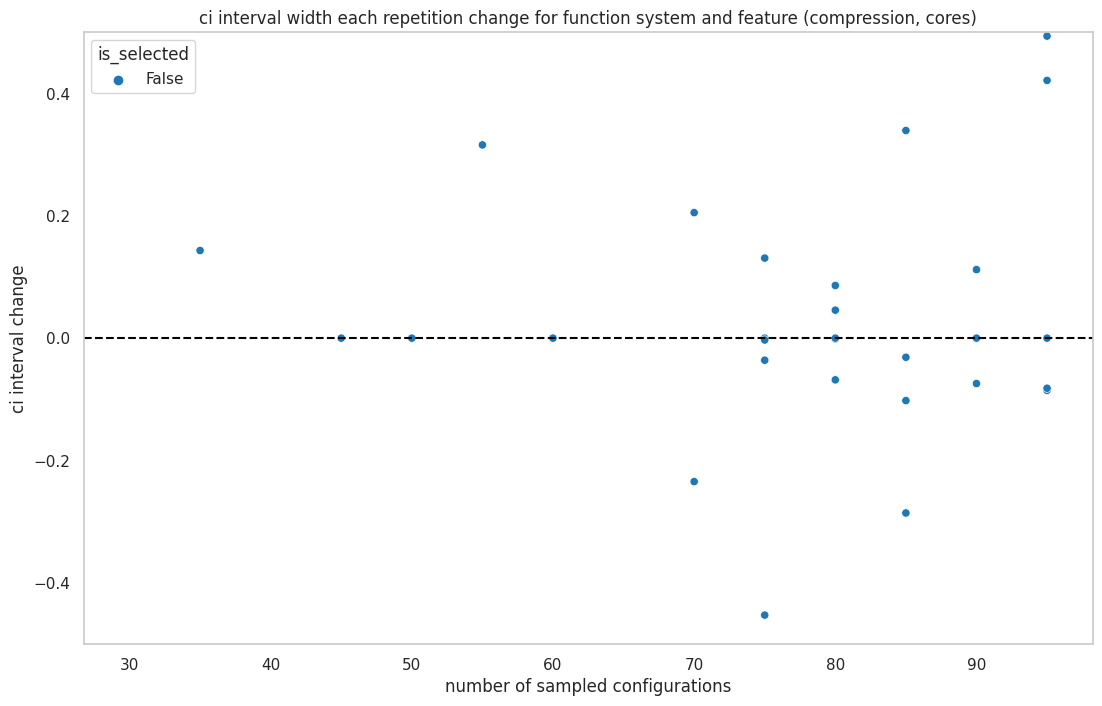 ci interval width each repetition change for function system and feature (compression, cores)
is_selected
False
ci interval change
0.4
0.2
0.0
−0.2
−0.4
30 40 50 60 70 80 90
number of sampled configurations